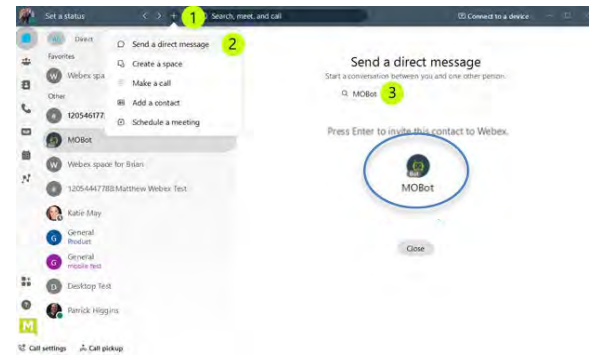 Set a status
Search, meet, and call
Connect to a device
1
Direct
Favorites
Webex spa
Other
12054617
MOBot
Webex space for Brian
12054447788Matthew Webex Test
Katie May
General
Product
General
mobile test
Desktop Test
Patrick Higgins
Call settings
Call pickup
Send a direct message
2
Create a space
Make a call
Add a contact
Schedule a meeting
Send a direct message
Start a conversation between you and one other person.
MOBot
3
Press Enter to invite this contact to Webex.
Bot
MOBot
Close
W
W
G
G
D
M